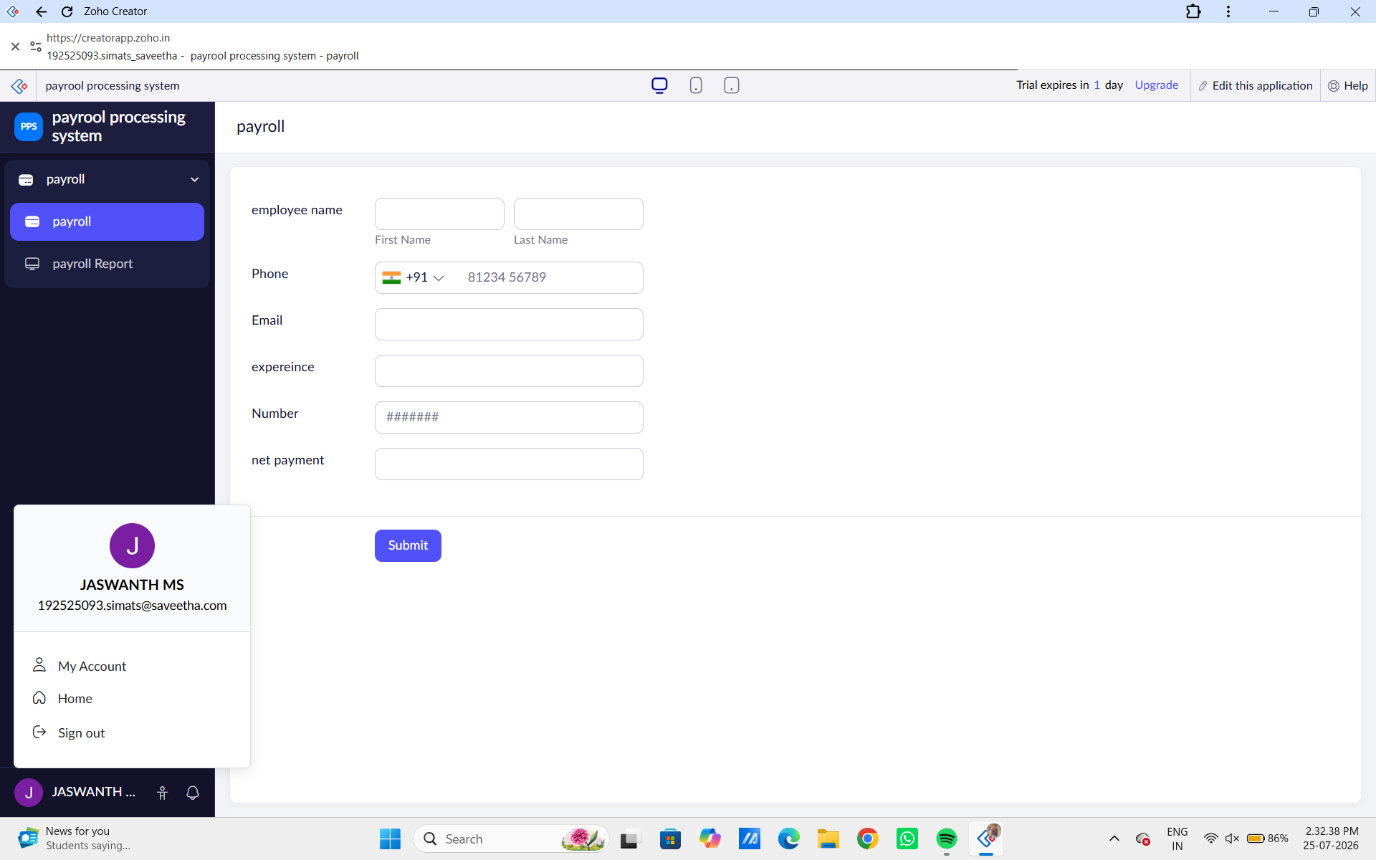 Zoho Creator
https://creatorapp.zoho.in
192525093.simats_saveetha - payrool processing system - payroll
payrool processing system
Trial expires in 1 day Upgrade
Edit this application
Help
PPS
payrool processing
system
payroll
payroll
payroll
payroll Report
employee name
First Name
Last Name
Phone
+91
81234 56789
Email
expereince
Number
#######
net payment
Submit
J
JASWANTH MS
192525093.simats@saveetha.com
My Account
Home
Sign out
J
JASWANTH ...
News for you
Students saying...
Search
ENG
IN
86%
2.32.38 PM
25-07-2026